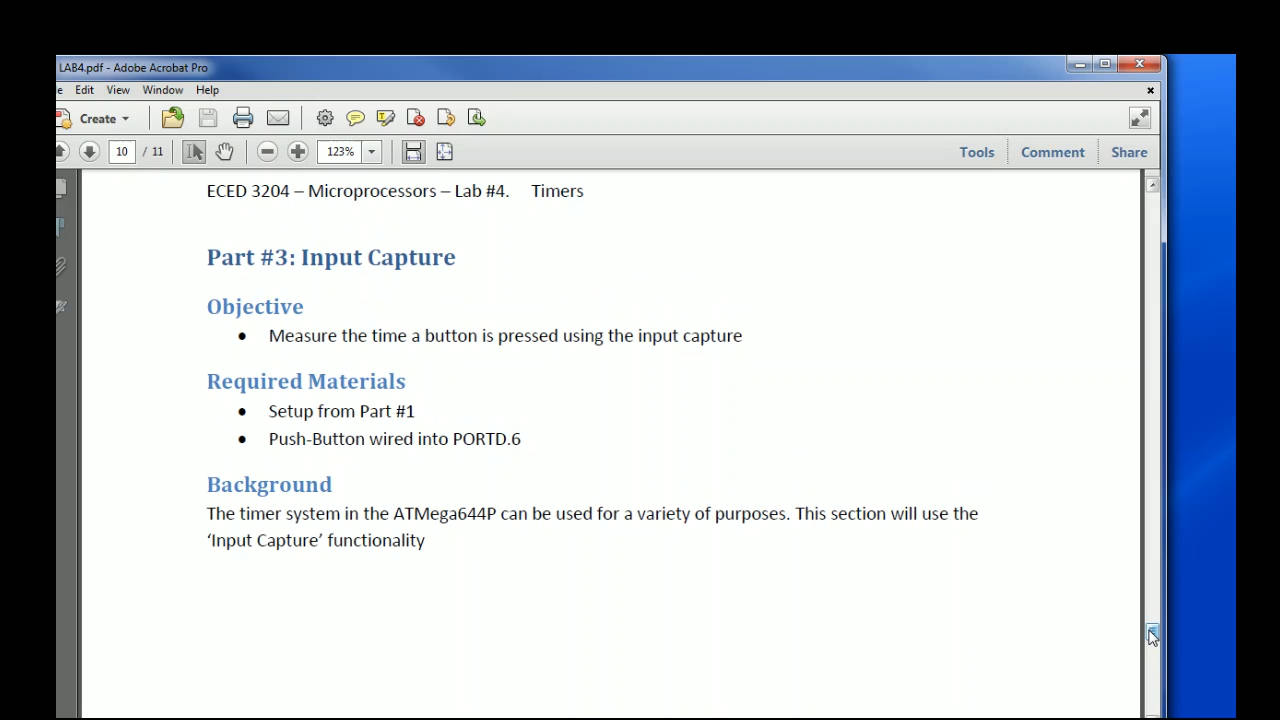 LAB4.pdf - Adobe Acrobat Pro
Edit View Window Help
Create
10 / 11 123% Tools Comment Share
ECED 3204 – Microprocessors – Lab #4. Timers
Part #3: Input Capture
Objective
• Measure the time a button is pressed using the input capture
Required Materials
• Setup from Part #1
• Push-Button wired into PORTD.6
Background
The timer system in the ATMega644P can be used for a variety of purposes. This section will use the
‘Input Capture’ functionality